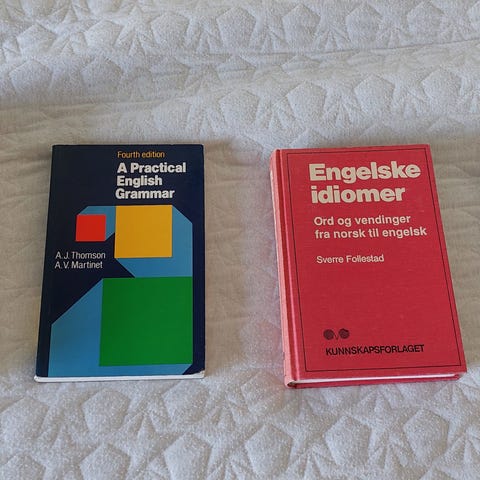 Fourth edition
A Practical
English
Grammar
A.J. Thomson
A.V. Martinet
Engelske
idiomer
Ord og vendinger
fra norsk til engelsk
Sverre Follestad
KUNNSKAPSFORLAGET